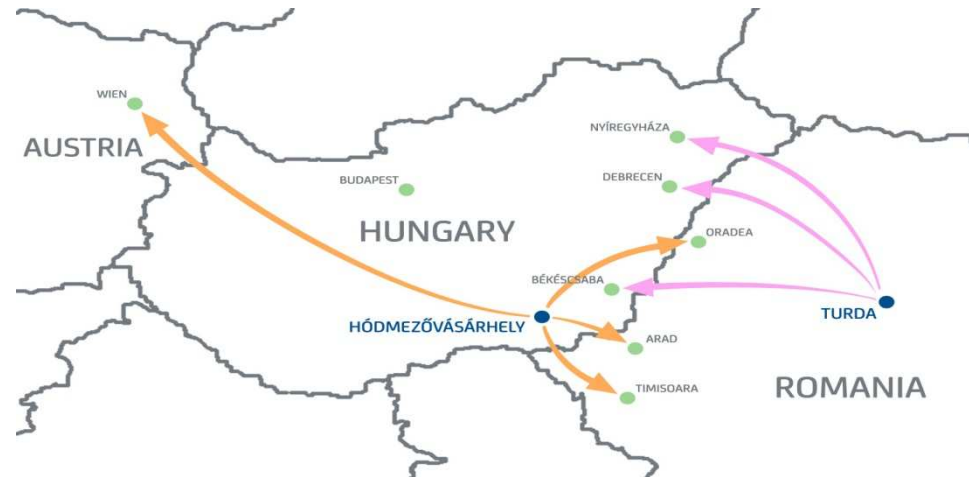 WIEN
AUSTRIA
NYÍREGYHÁZA
BUDAPEST
DEBRECEN
HUNGARY
ORADEA
BÉKÉSCSABA
TURDA
HÓDMEZŐVÁSÁRHELY
ARAD
TIMISOARA
ROMANIA